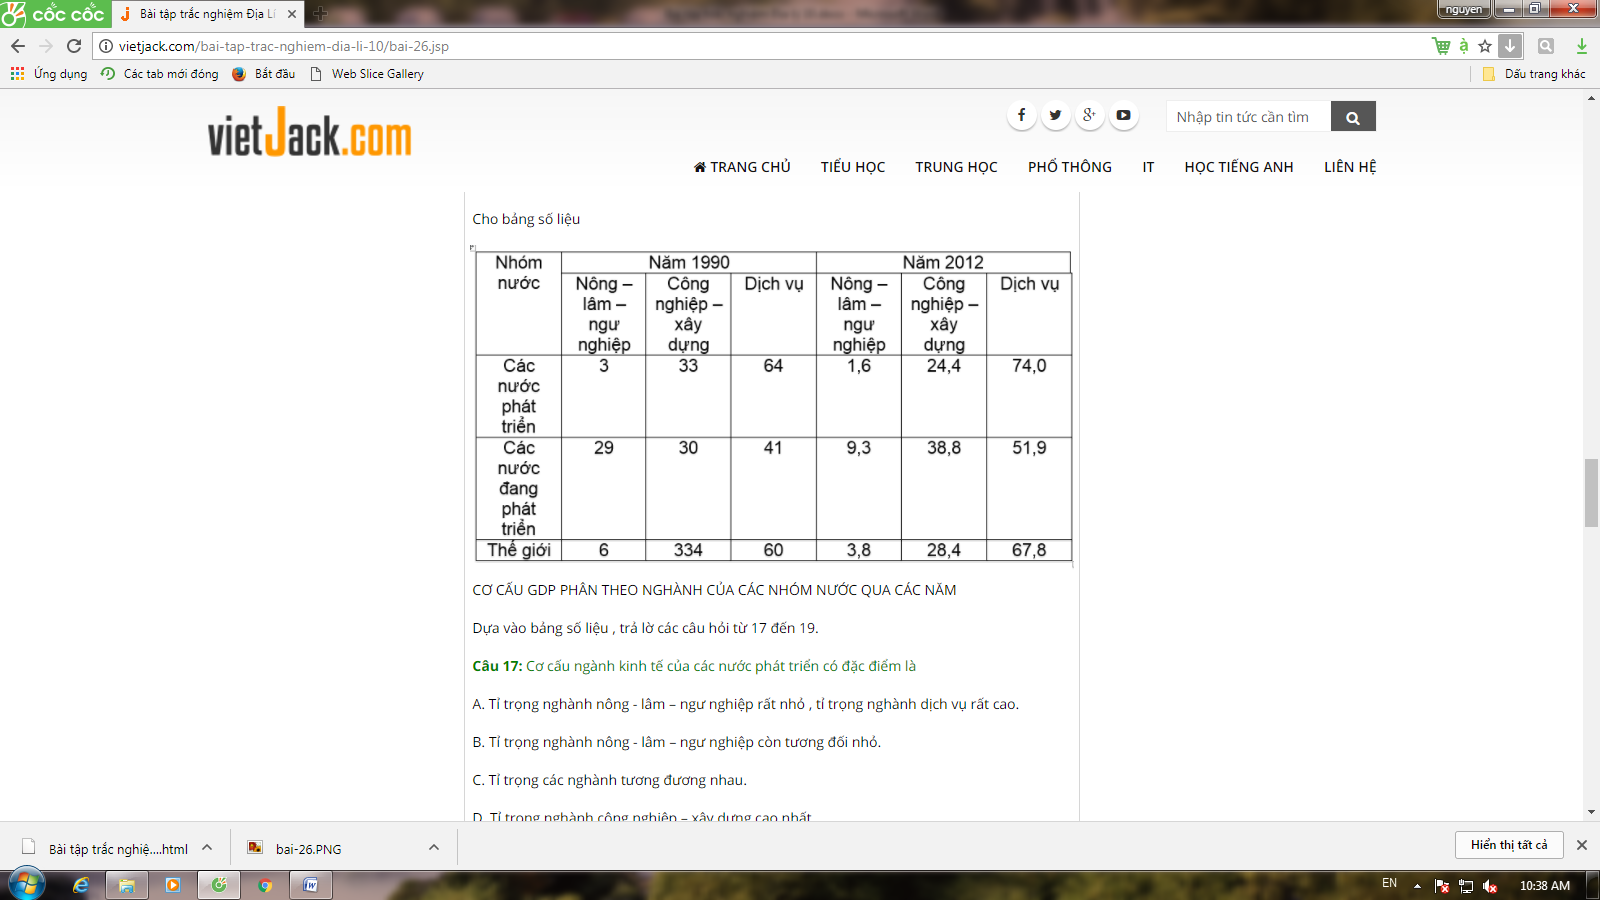 cốc cốc
Bài tập trắc nghiệm Địa Lí
nguyen
vietjack.com/bai-tap-trac-nghiem-dia-li-10/bai-26.jsp
Ứng dụng
Các tab mới đóng
Bắt đầu
Web Slice Gallery
Dấu trang khác
vietJack.com
Nhập tin tức cần tìm
TRANG CHỦ TIỂU HỌC TRUNG HỌC PHỔ THÔNG IT HỌC TIẾNG ANH LIÊN HỆ
Cho bảng số liệu
Nhóm nước Năm 1990 Năm 2012
Nông – lâm – ngư nghiệp Công nghiệp – xây dựng Dịch vụ Nông – lâm – ngư nghiệp Công nghiệp – xây dựng Dịch vụ
Các nước phát triển 3 33 64 1,6 24,4 74,0
Các nước đang phát triển 29 30 41 9,3 38,8 51,9
Thế giới 6 334 60 3,8 28,4 67,8
CƠ CẤU GDP PHÂN THEO NGHÀNH CỦA CÁC NHÓM NƯỚC QUA CÁC NĂM
Dựa vào bảng số liệu , trả lờ các câu hỏi từ 17 đến 19.
Câu 17: Cơ cấu ngành kinh tế của các nước phát triển có đặc điểm là
A. Tỉ trọng nghành nông - lâm – ngư nghiệp rất nhỏ , tỉ trọng nghành dịch vụ rất cao.
B. Tỉ trọng nghành nông - lâm – ngư nghiệp còn tương đối nhỏ.
C. Tỉ trọng các nghành tương đương nhau.
D. Tỉ trọng nghành công nghiệp – xây dựng cao nhất
Bài tập trắc nghiệ....html
bai-26.PNG
Hiển thị tất cả
EN
10:38 AM